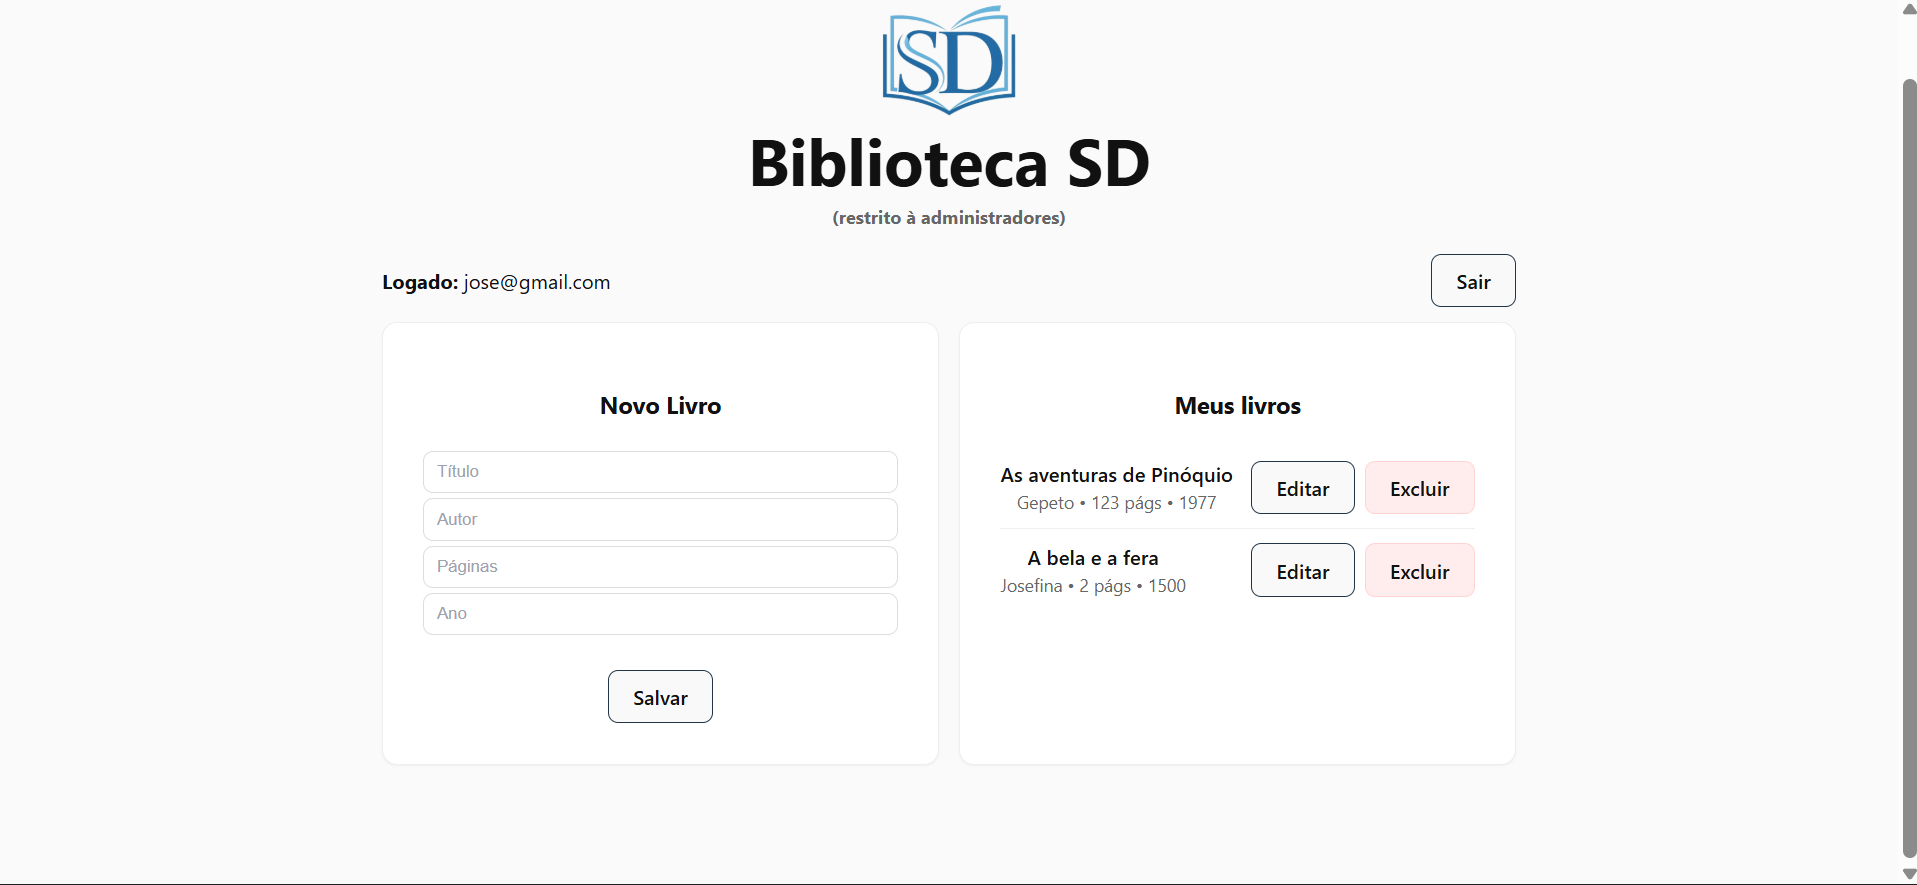 SD
Biblioteca SD
(restrito à administradores)
Logado: jose@gmail.com
Sair
Novo Livro
Título
Autor
Páginas
Ano
Salvar
Meus livros
As aventuras de Pinóquio
Gepeto • 123 págs • 1977
Editar
Excluir
A bela e a fera
Josefina • 2 págs • 1500
Editar
Excluir